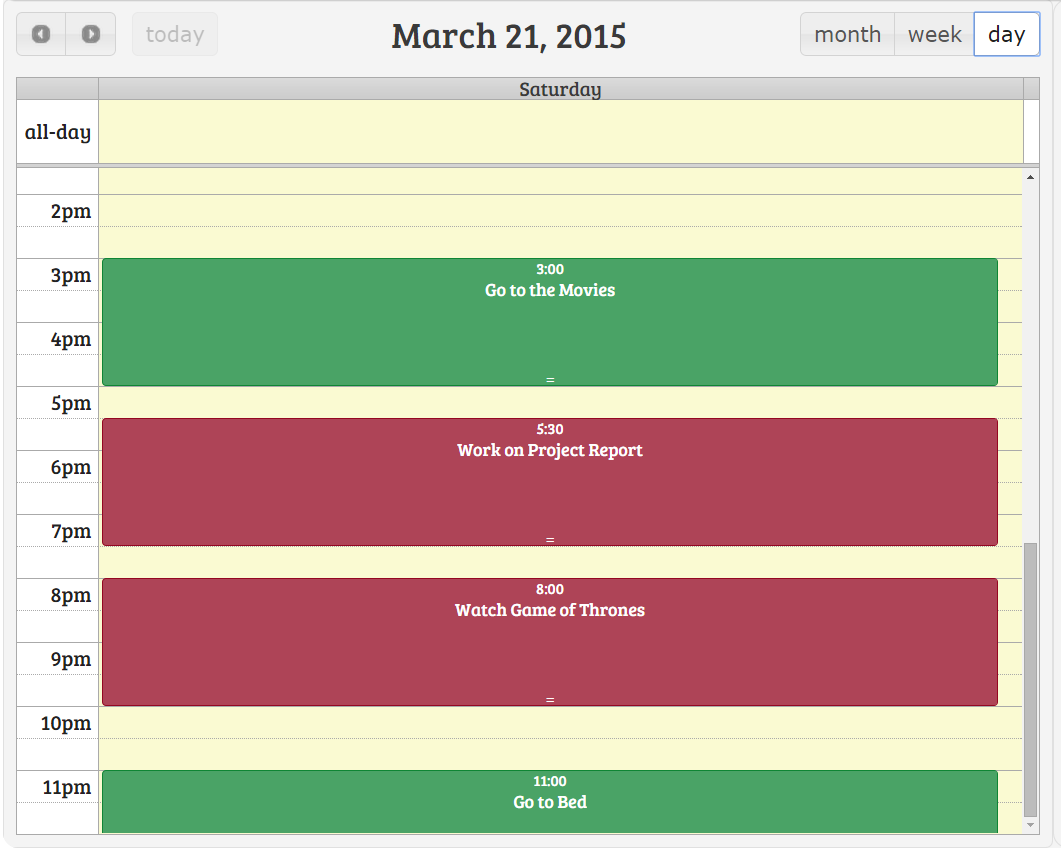 today
March 21, 2015
month
week
day
Saturday
all-day
2pm
3pm
3:00
Go to the Movies
4pm
5pm
5:30
Work on Project Report
6pm
7pm
8pm
8:00
Watch Game of Thrones
9pm
10pm
11pm
11:00
Go to Bed